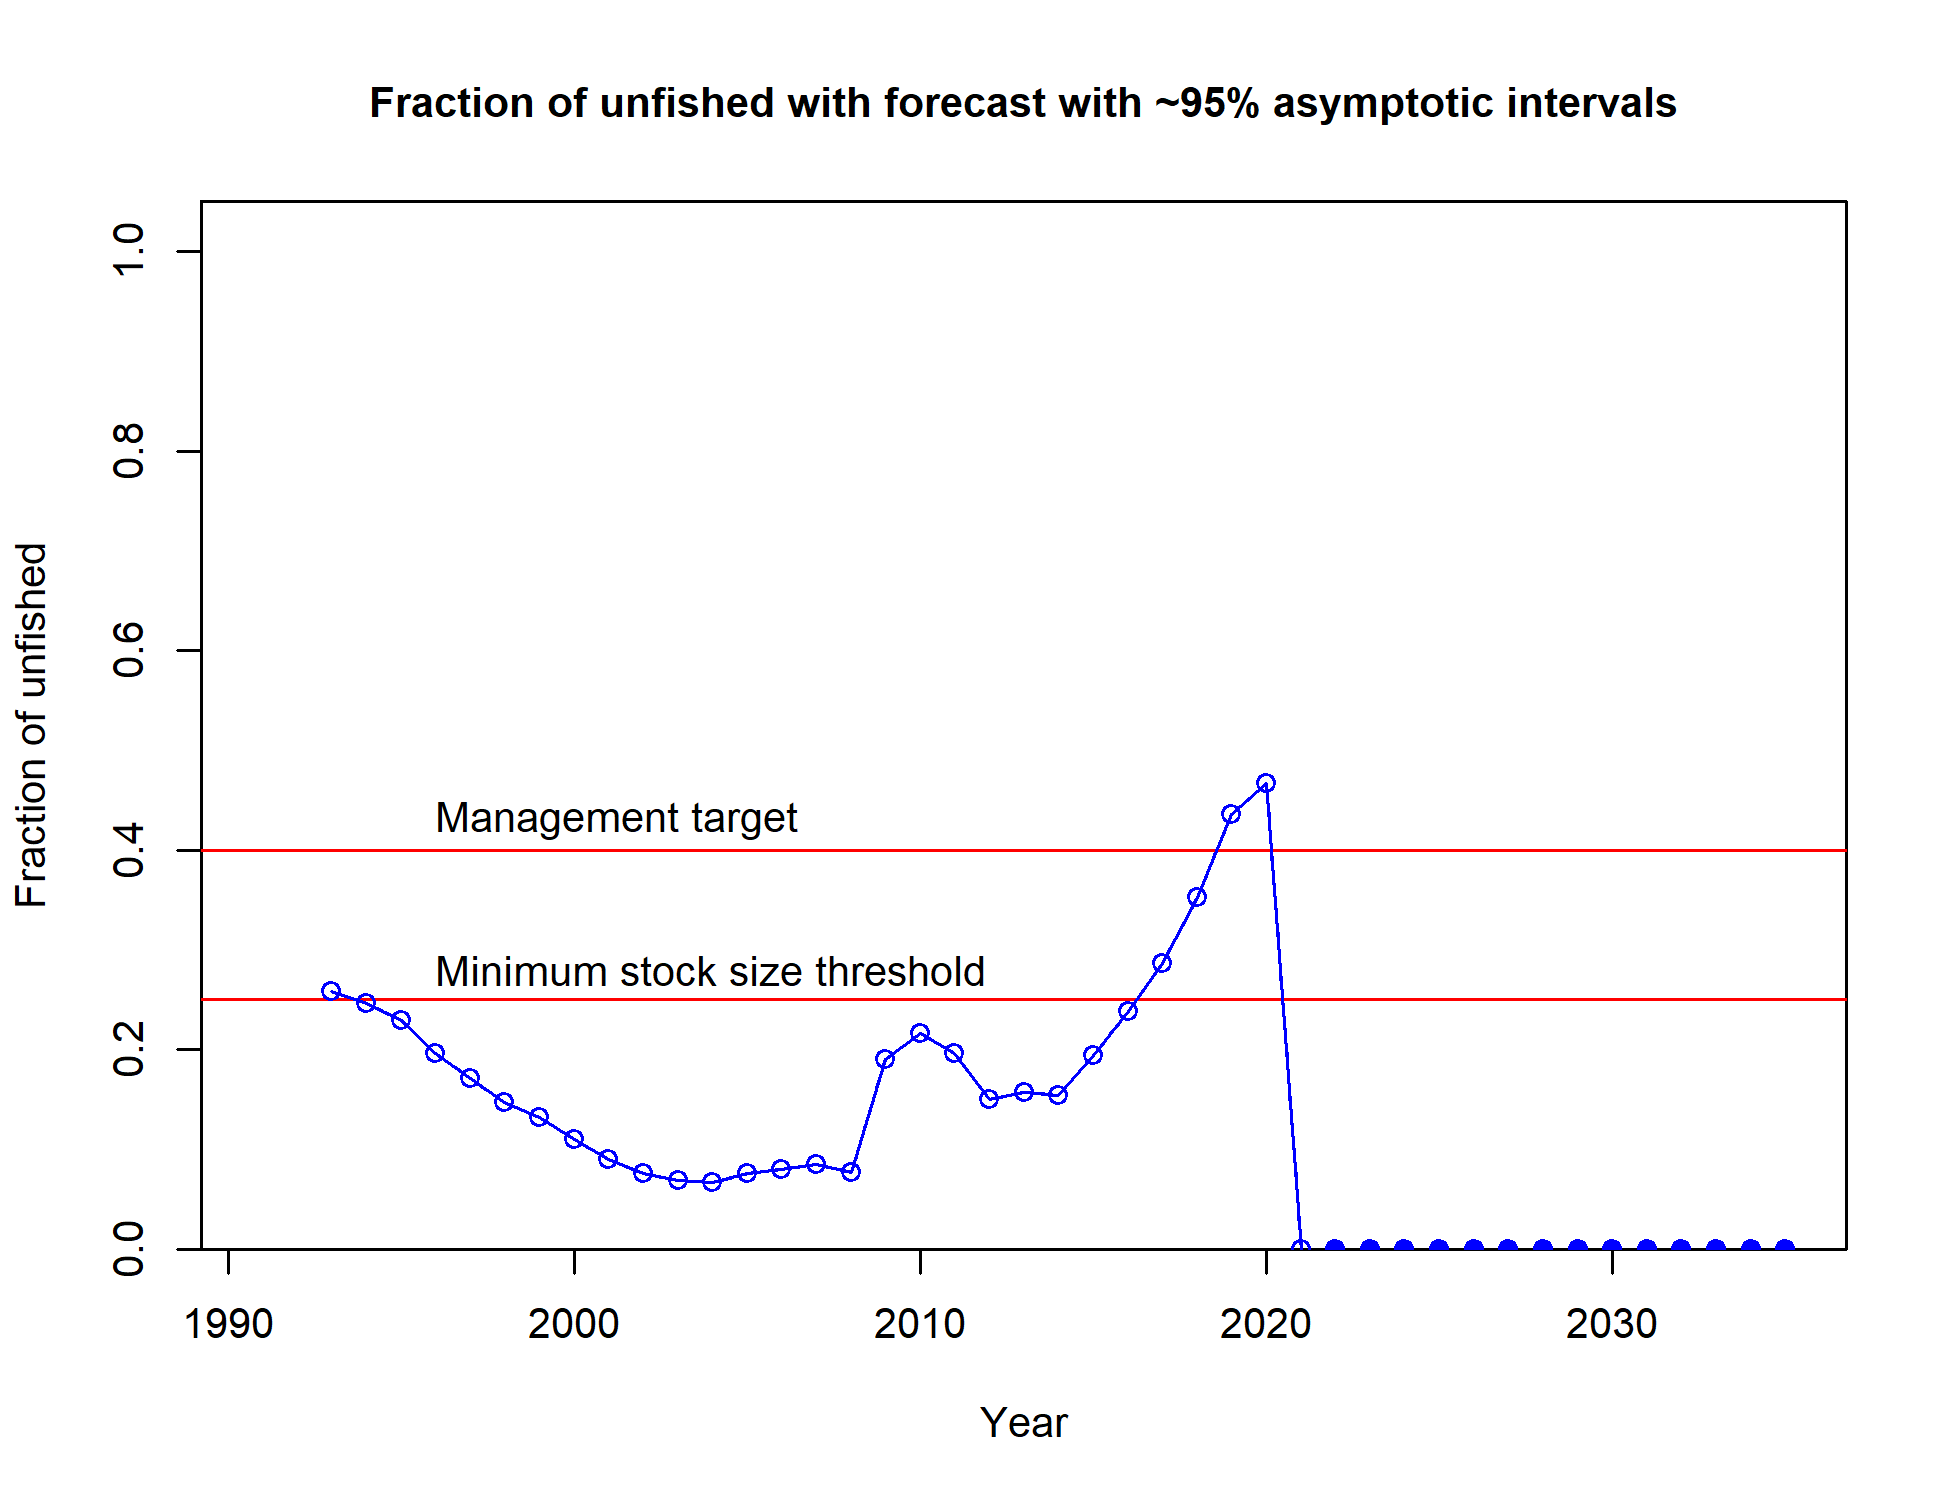 Fraction of unfished with forecast with ~95% asymptotic intervals
1.0
0.8
0.6
0.4
0.2
0.0
Fraction of unfished
Management target
Minimum stock size threshold
1990 2000 2010 2020 2030
Year